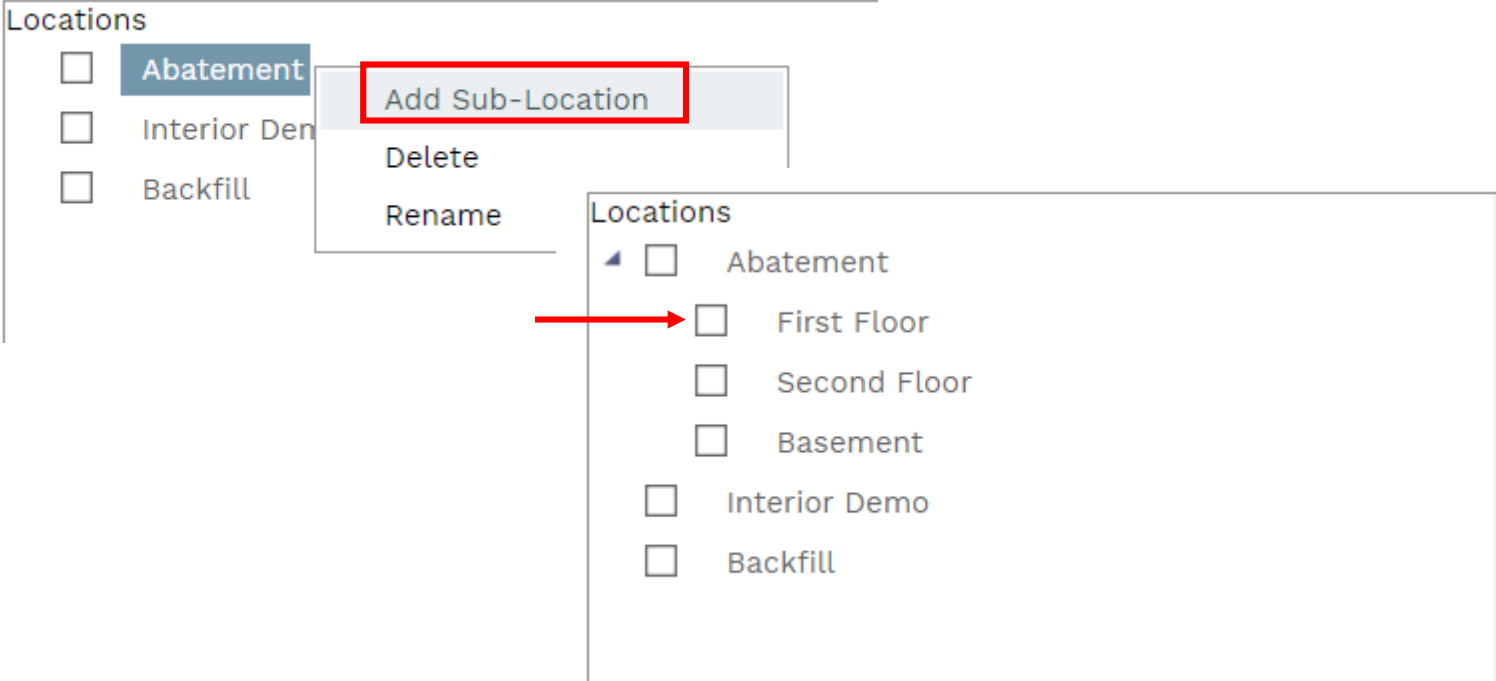 Locations
Abatement
Interior Dem
Backfill
Add Sub-Location
Delete
Rename
Locations
Abatement
First Floor
Second Floor
Basement
Interior Demo
Backfill